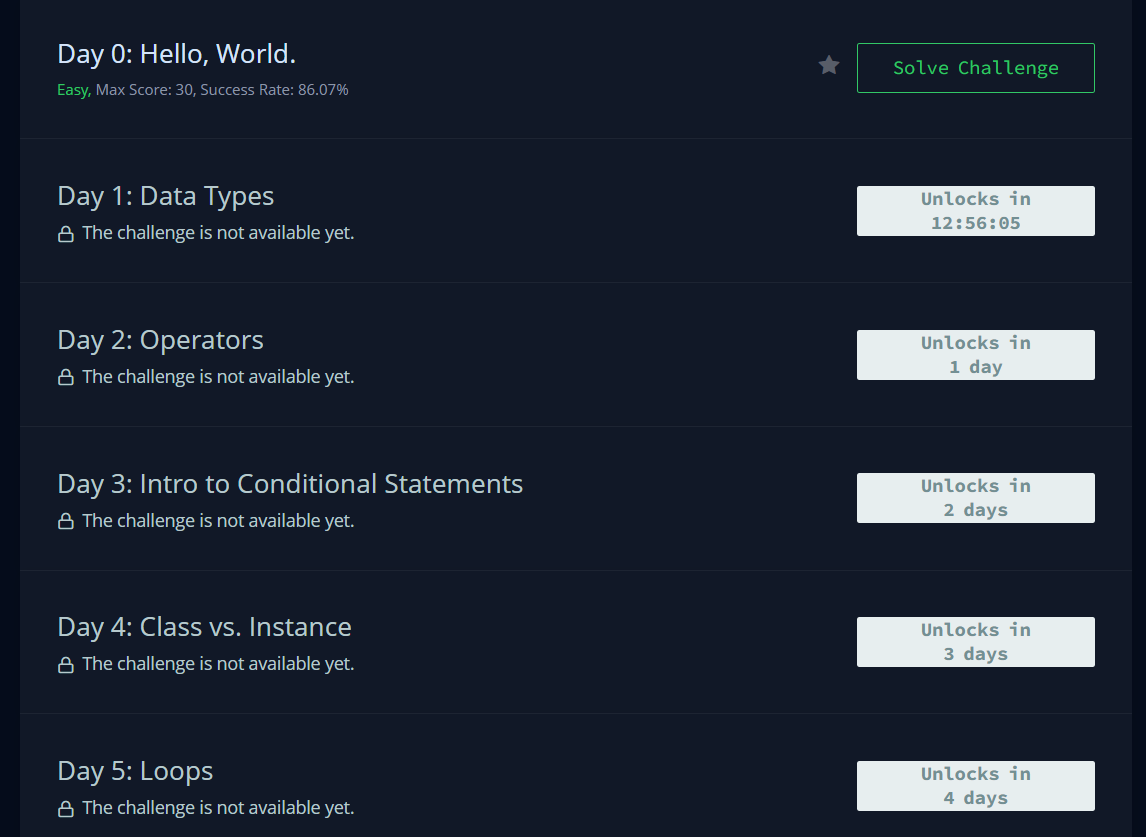 Day 0: Hello, World.
Easy, Max Score: 30, Success Rate: 86.07%
Solve Challenge
Day 1: Data Types
The challenge is not available yet.
Unlocks in
12:56:05
Day 2: Operators
The challenge is not available yet.
Unlocks in
1 day
Day 3: Intro to Conditional Statements
The challenge is not available yet.
Unlocks in
2 days
Day 4: Class vs. Instance
The challenge is not available yet.
Unlocks in
3 days
Day 5: Loops
The challenge is not available yet.
Unlocks in
4 days